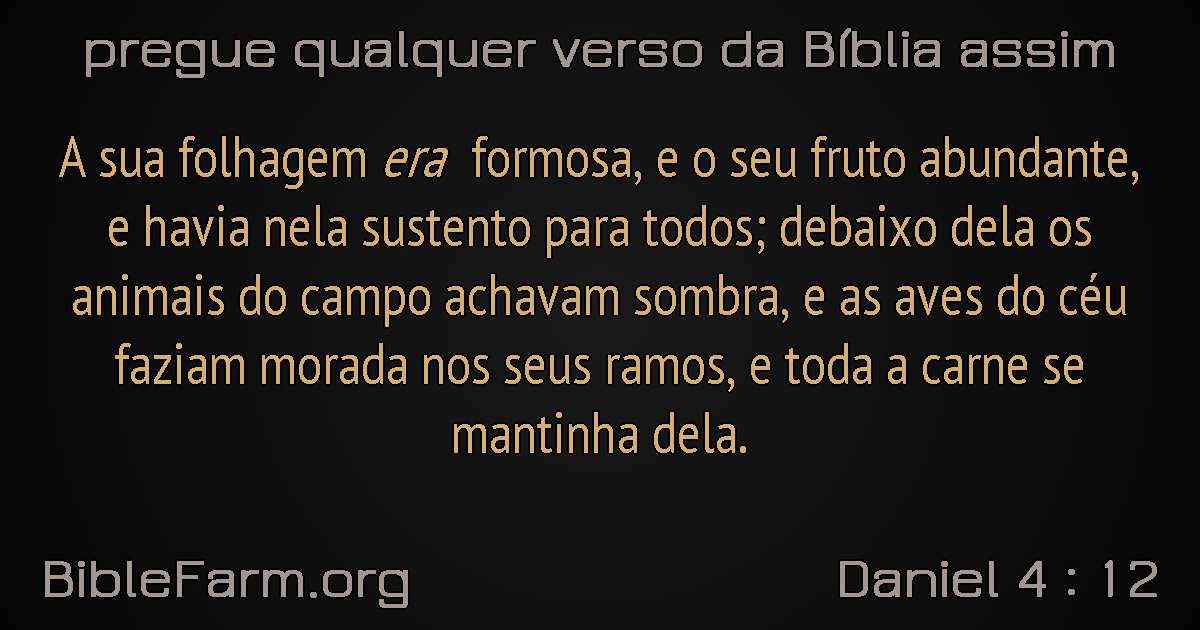 pregue qualquer verso da Bíblia assim
A sua folhagem era formosa, e o seu fruto abundante,
e havia nela sustento para todos; debaixo dela os
animais do campo achavam sombra, e as aves do céu
faziam morada nos seus ramos, e toda a carne se
mantinha dela.
BibleFarm.org
Daniel 4 : 12